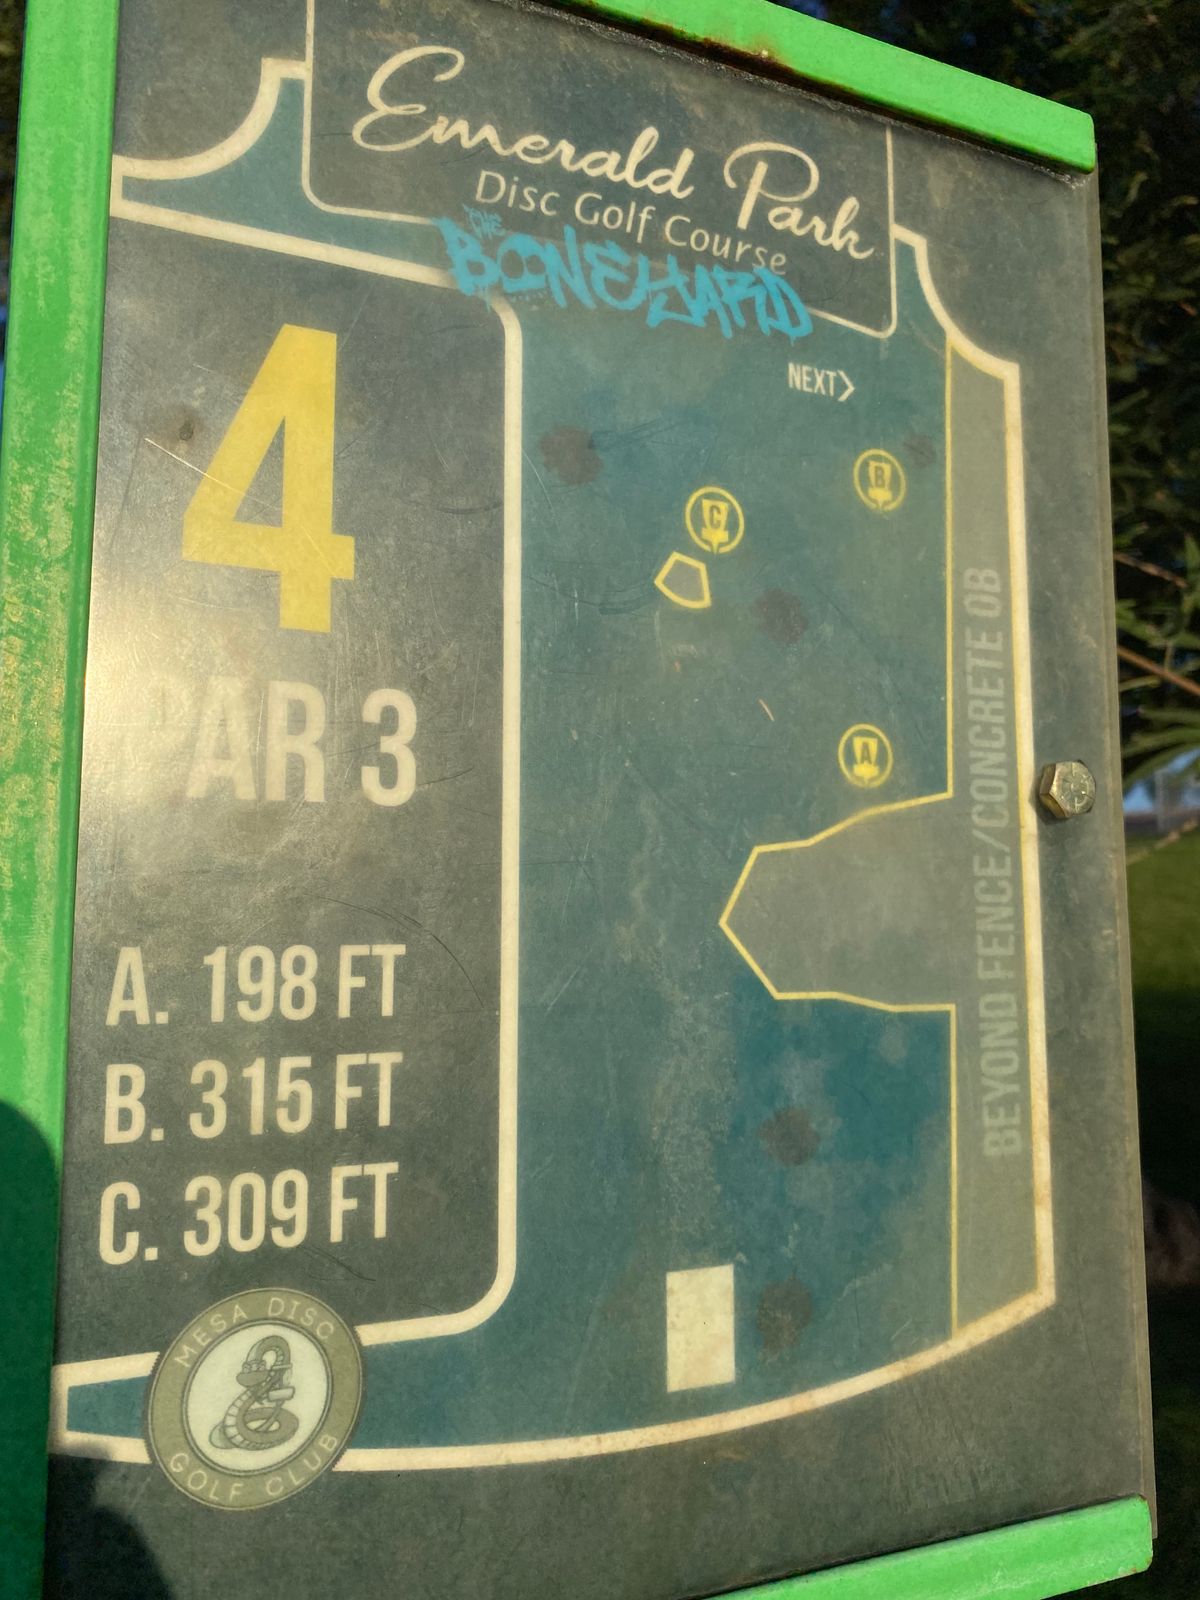 Emerald Park
Disc Golf Course
THE
BONEYARD
4
PAR 3
A. 198 FT
B. 315 FT
C. 309 FT
NEXT>
B
C
A
BEYOND FENCE/CONCRETE OB
MESA DISC
GOLF CLUB